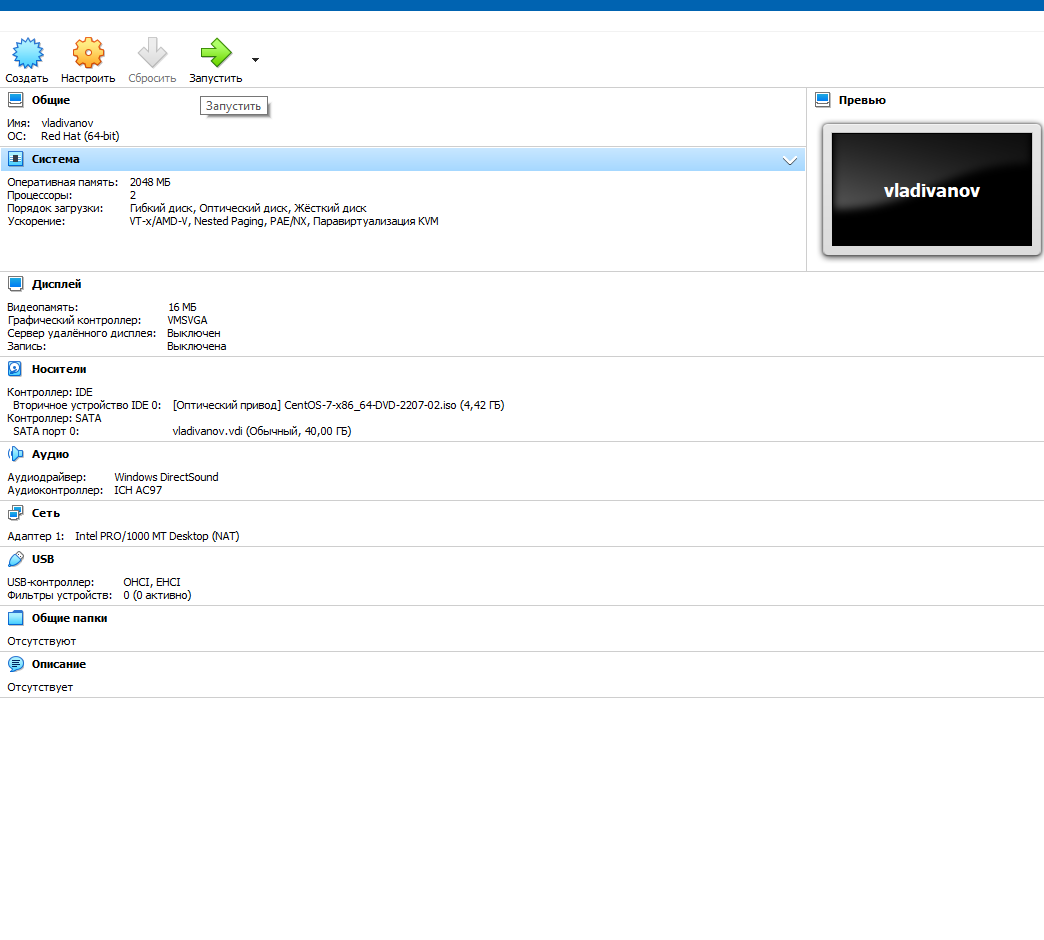 Создать Настроить Сбросить Запустить
Запустить
Общие
Имя: vladivanov
ОС: Red Hat (64-bit)
Превью
vladivanov
Система
Оперативная память: 2048 МБ
Процессоры: 2
Порядок загрузки: Гибкий диск, Оптический диск, Жёсткий диск
Ускорение: VT-x/AMD-V, Nested Paging, PAE/NX, Паравиртуализация KVM
Дисплей
Видеопамять: 16 МБ
Графический контроллер: VMSVGA
Сервер удалённого дисплея: Выключен
Запись: Выключена
Носители
Контроллер: IDE
Вторичное устройство IDE 0: [Оптический привод] CentOS-7-x86_64-DVD-2207-02.iso (4,42 ГБ)
Контроллер: SATA
SATA порт 0: vladivanov.vdi (Обычный, 40,00 ГБ)
Аудио
Аудиодрайвер: Windows DirectSound
Аудиоконтроллер: ICH AC97
Сеть
Адаптер 1: Intel PRO/1000 MT Desktop (NAT)
USB
USB-контроллер: OHCI, EHCI
Фильтры устройств: 0 (0 активно)
Общие папки
Отсутствуют
Описание
Отсутствует